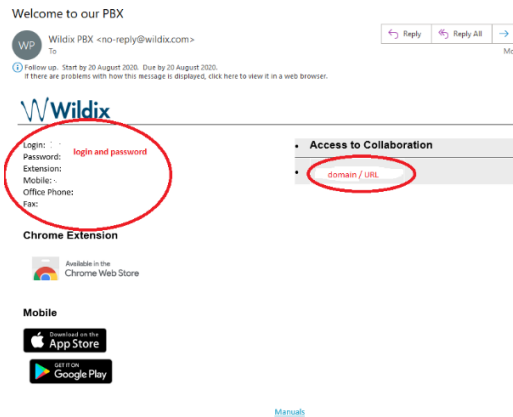 Welcome to our PBX
WP
Wildix PBX <no-reply@wildix.com>
To
Reply
Reply All
Follow up. Start by 20 August 2020. Due by 20 August 2020.
If there are problems with how this message is displayed, click here to view it in a web browser.
Wildix
Login:
Password:
login and password
Extension:
Mobile:
Office Phone:
Fax:
• Access to Collaboration
• domain / URL
Chrome Extension
Available in the
Chrome Web Store
Mobile
Download on the
App Store
GET IT ON
Google Play
Manuals